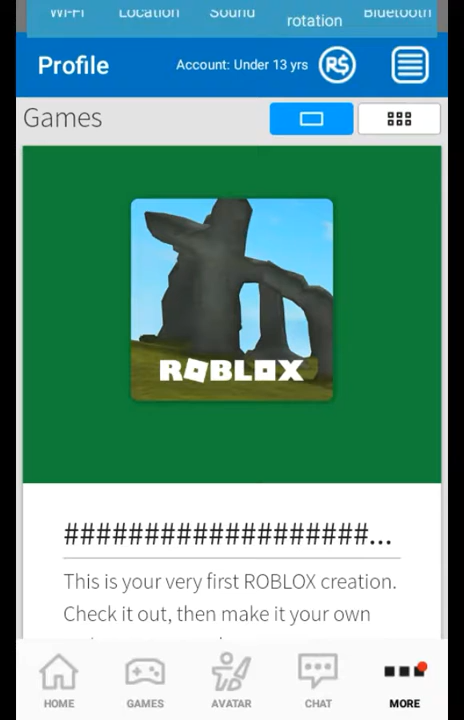 Wi-Fi Location Sound rotation Bluetooth
Profile Account: Under 13 yrs R$
Games
ROBLOX
###################...
This is your very first ROBLOX creation.
Check it out, then make it your own
HOME GAMES AVATAR CHAT MORE